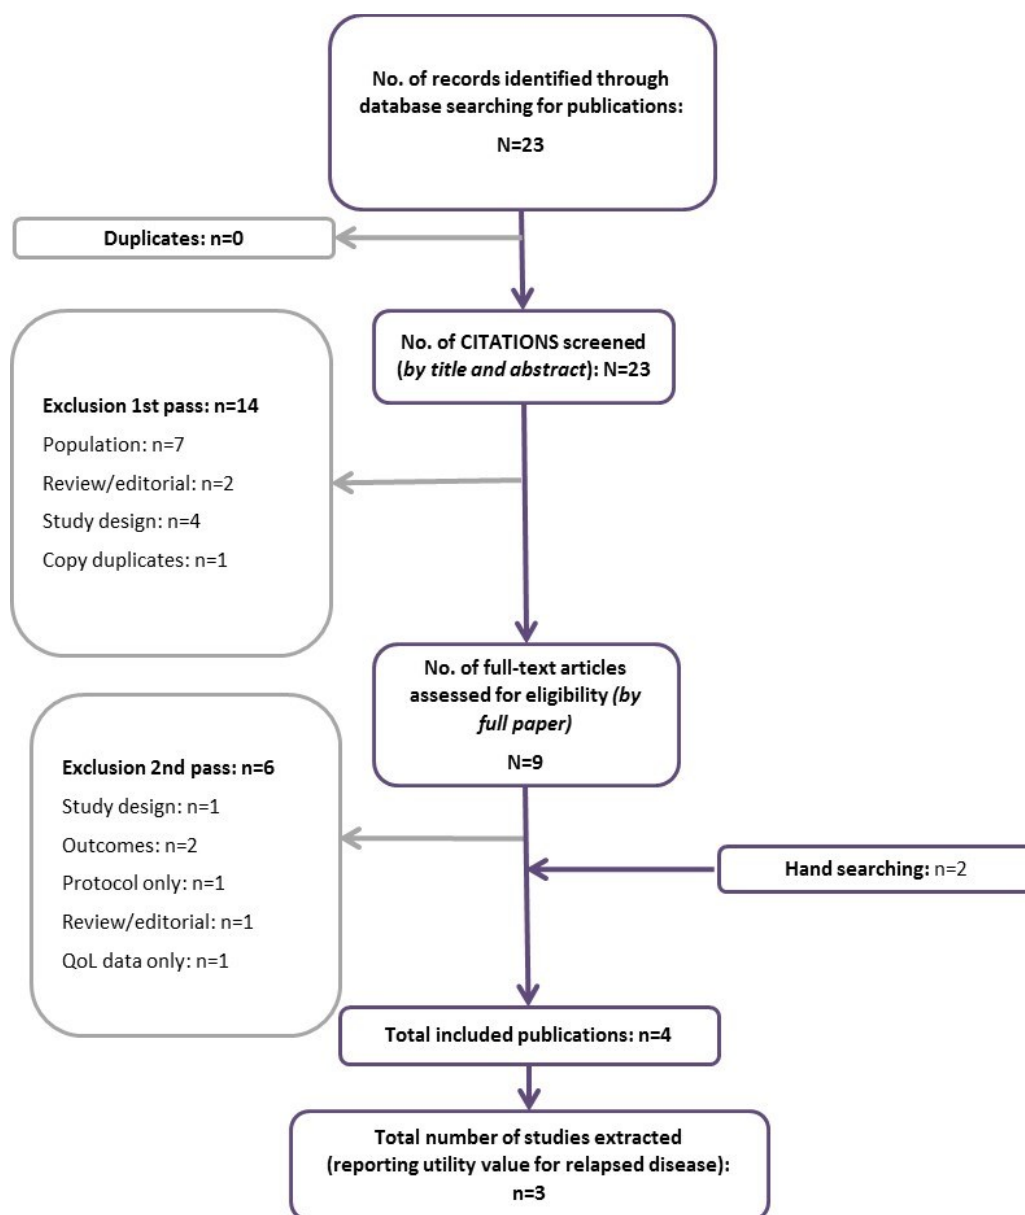 No. of records identified through
database searching for publications:
N=23
Duplicates: n=0
No. of CITATIONS screened
(by title and abstract): N=23
Exclusion 1st pass: n=14
Population: n=7
Review/editorial: n=2
Study design: n=4
Copy duplicates: n=1
No. of full-text articles
assessed for eligibility (by
full paper)
N=9
Exclusion 2nd pass: n=6
Study design: n=1
Outcomes: n=2
Protocol only: n=1
Review/editorial: n=1
QoL data only: n=1
Hand searching: n=2
Total included publications: n=4
Total number of studies extracted
(reporting utility value for relapsed disease):
n=3